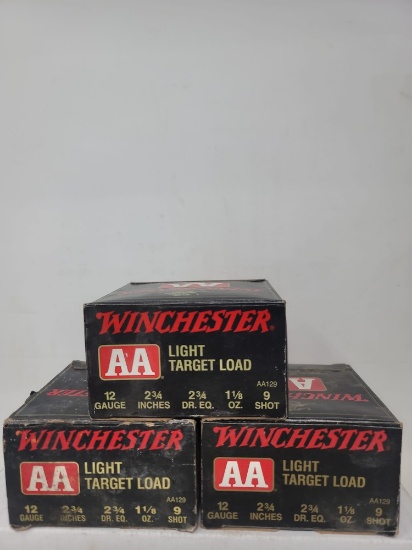 AA
WINCHESTER
AA
LIGHT
TARGET LOAD
AA129
12 2¾ 2¾ 1⅛ 9
GAUGE INCHES DR. EQ. OZ. SHOT
WINCHESTER
AA
LIGHT
TARGET LOAD
AA129
12 2¾ 2¾ 1⅛ 9
GAUGE INCHES DR. EQ. OZ. SHOT
AA
WINCHESTER
AA
LIGHT
TARGET LOAD
AA129
12 2¾ 2¾ 1⅛ 9
GAUGE INCHES DR. EQ. OZ. SHOT